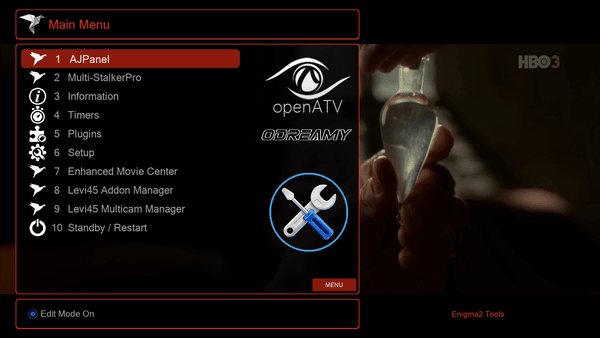 Main Menu
1 AJPanel
2 Multi-StalkerPro
3 Information
4 Timers
5 Plugins
6 Setup
7 Enhanced Movie Center
8 Levi45 Addon Manager
9 Levi45 Multicam Manager
10 Standby / Restart
openATV
ODREAMY
MENU
HBO3
Edit Mode On
Enigma2 Tools